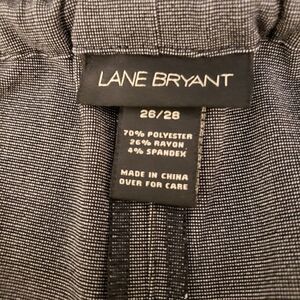 LANE BRYANT
26/28
70% POLYESTER
26% RAYON
4% SPANDEX
MADE IN CHINA
OVER FOR CARE